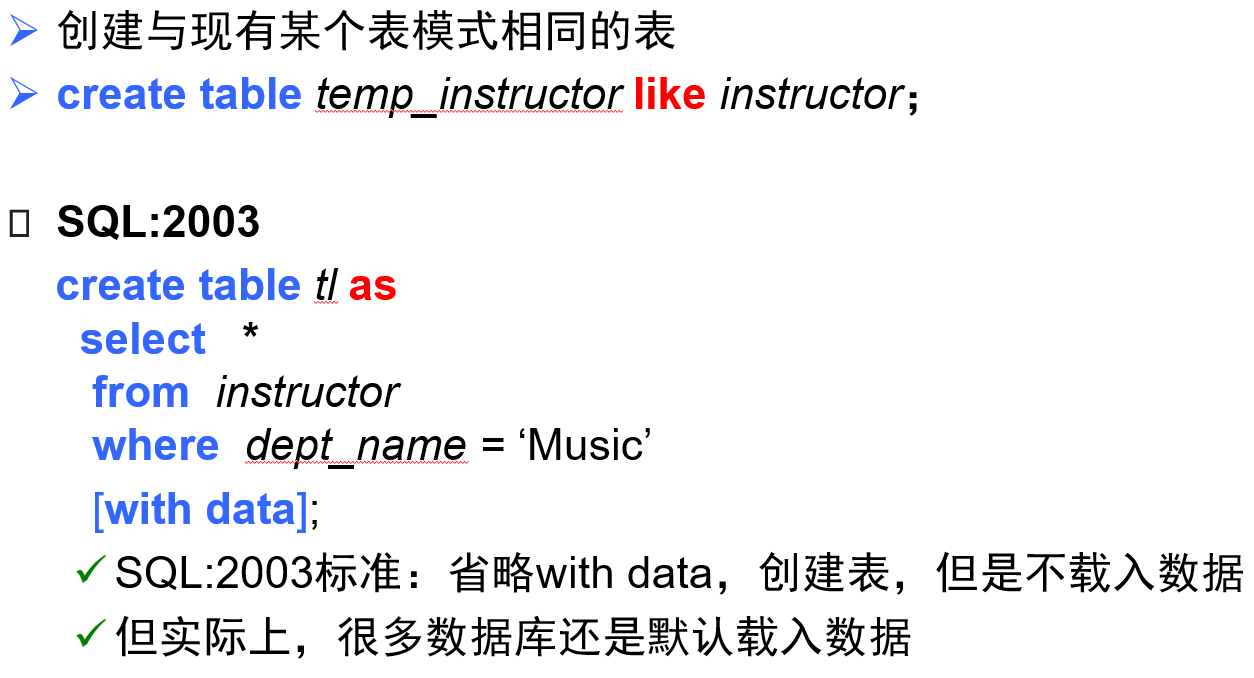 创建与现有某个表模式相同的表
create table temp_instructor like instructor；
SQL:2003
create table tl as
select *
from instructor
where dept_name = ‘Music’
[with data];
SQL:2003标准：省略with data，创建表，但是不载入数据
但实际上，很多数据库还是默认载入数据